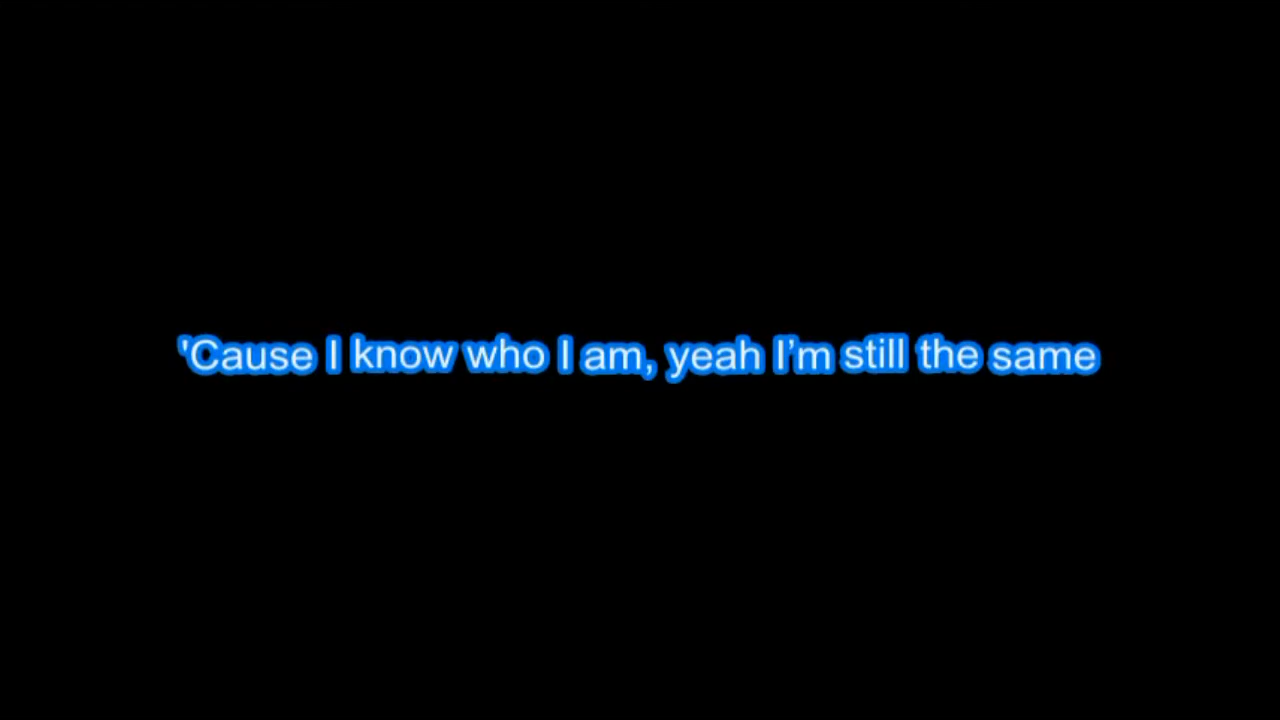 'Cause I know who I am, yeah I’m still the same